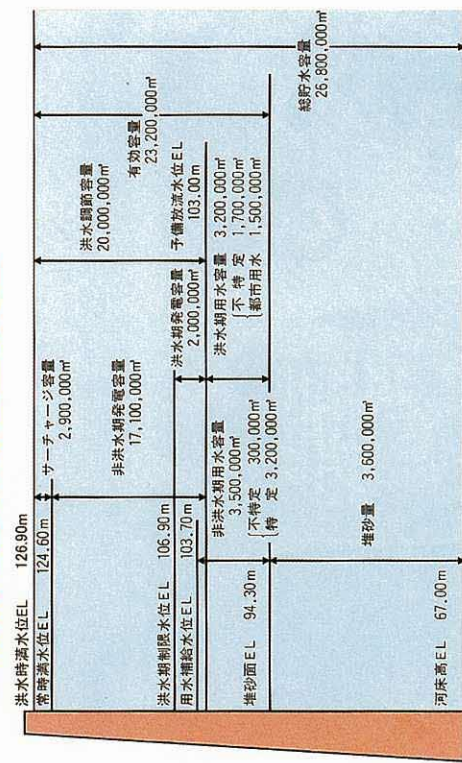 洪水時満水位EL 126.90m
常時満水位EL 124.60m
サーチャージ容量
2,900,000㎥
非洪水期発電容量
17,100,000㎥
洪水調節容量
20,000,000㎥
有効容量
23,200,000㎥
総貯水容量
26,800,000㎥
洪水期制限水位EL 106.90m
用水補給水位EL 103.70m
洪水期発電容量
2,000,000㎥
予備放流水位EL
103.00m
非洪水期用水容量
3,500,000㎥
不特定 300,000㎥
特 定 3,200,000㎥
洪水期用水容量 3,200,000㎥
不 特 定 1,700,000㎥
都市用水 1,500,000㎥
堆砂面EL 94.30m
堆砂量 3,600,000㎥
河床高EL 67.00m